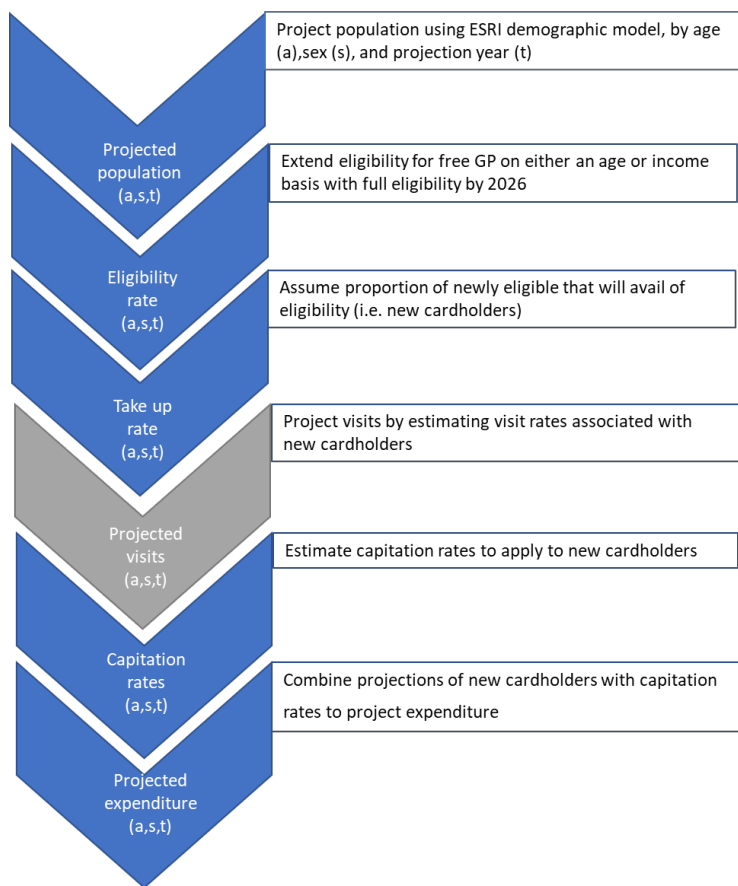 Project population using ESRI demographic model, by age
(a),sex (s), and projection year (t)
Projected
population
(a,s,t)
Extend eligibility for free GP on either an age or income
basis with full eligibility by 2026
Eligibility
rate
(a,s,t)
Assume proportion of newly eligible that will avail of
eligibility (i.e. new cardholders)
Take up
rate
(a,s,t)
Project visits by estimating visit rates associated with
new cardholders
Projected
visits
(a,s,t)
Estimate capitation rates to apply to new cardholders
Capitation
rates
(a,s,t)
Combine projections of new cardholders with capitation
rates to project expenditure
Projected
expenditure
(a,s,t)